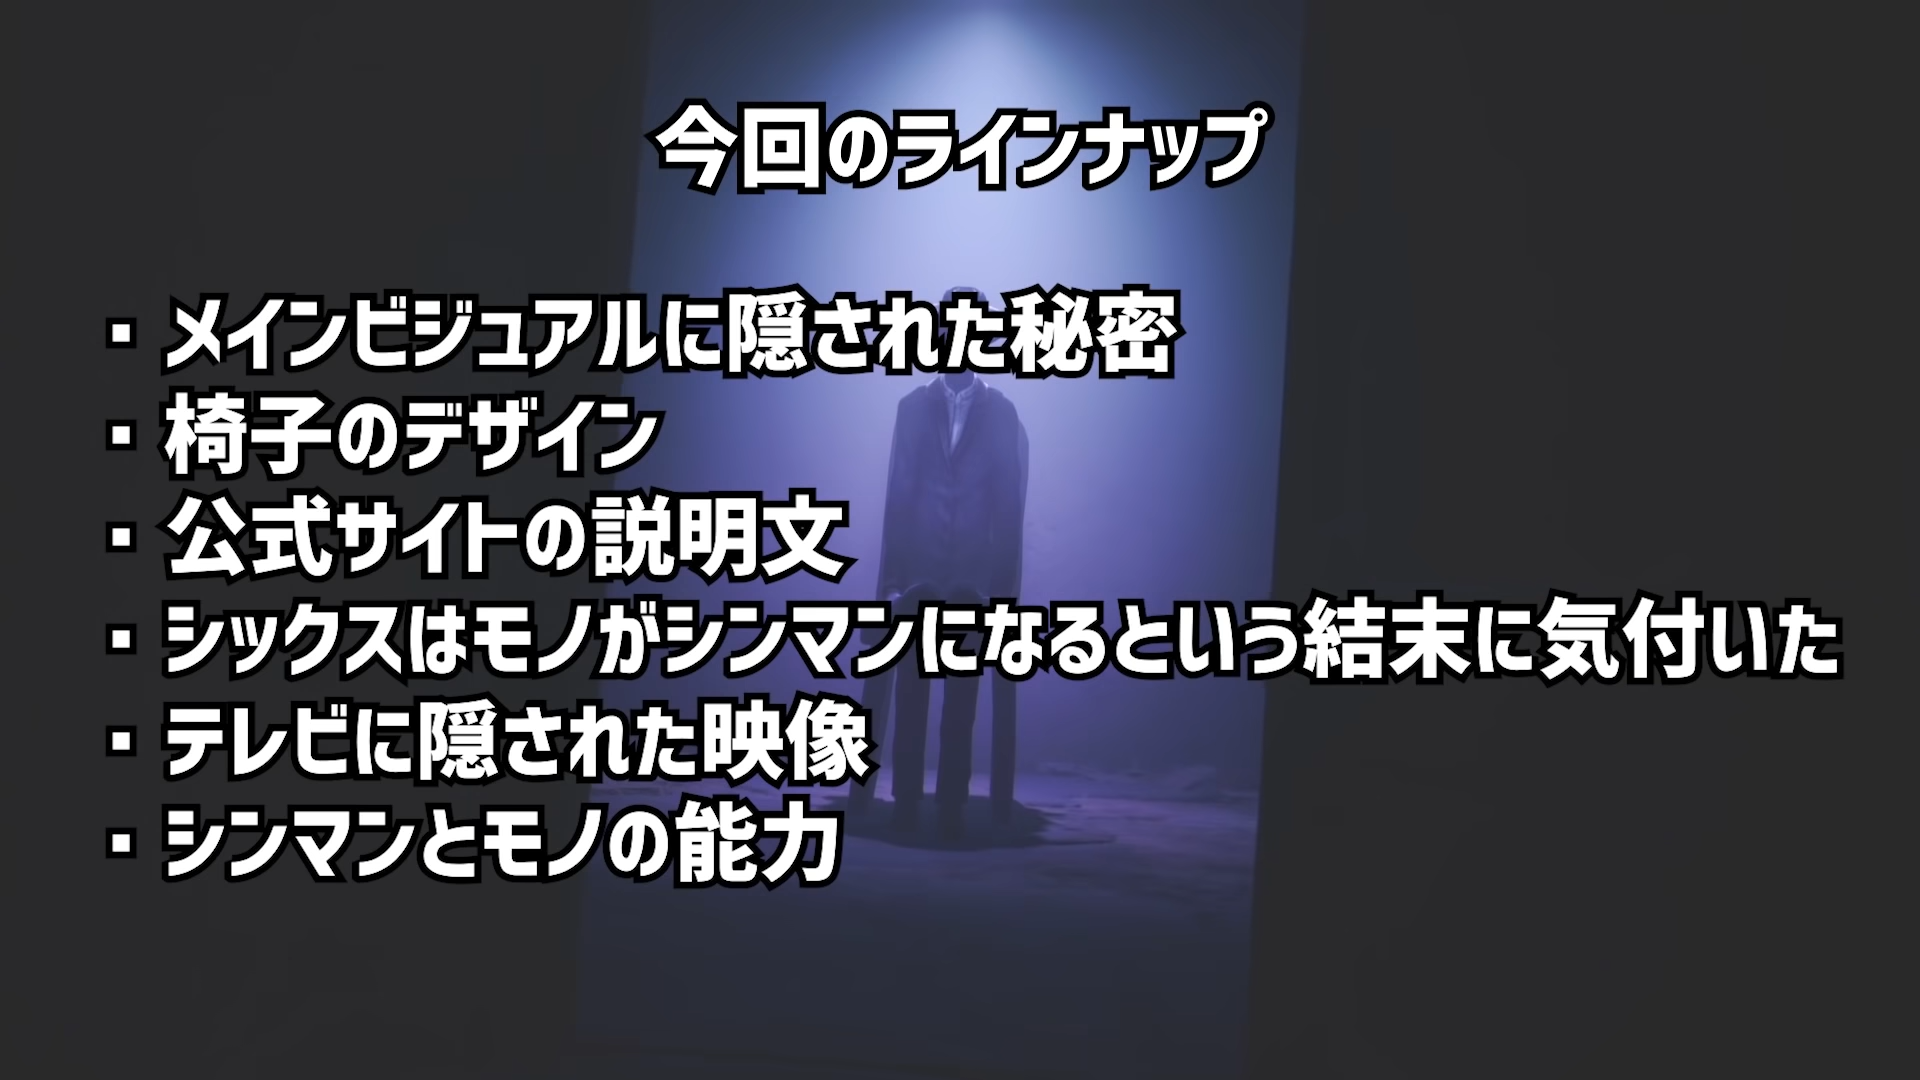 今回のラインナップ
・メインビジュアルに隠された秘密
・椅子のデザイン
・公式サイトの説明文
・シックスはモノがシンマンになるという結末に気付いた
・テレビに隠された映像
・シンマンとモノの能力